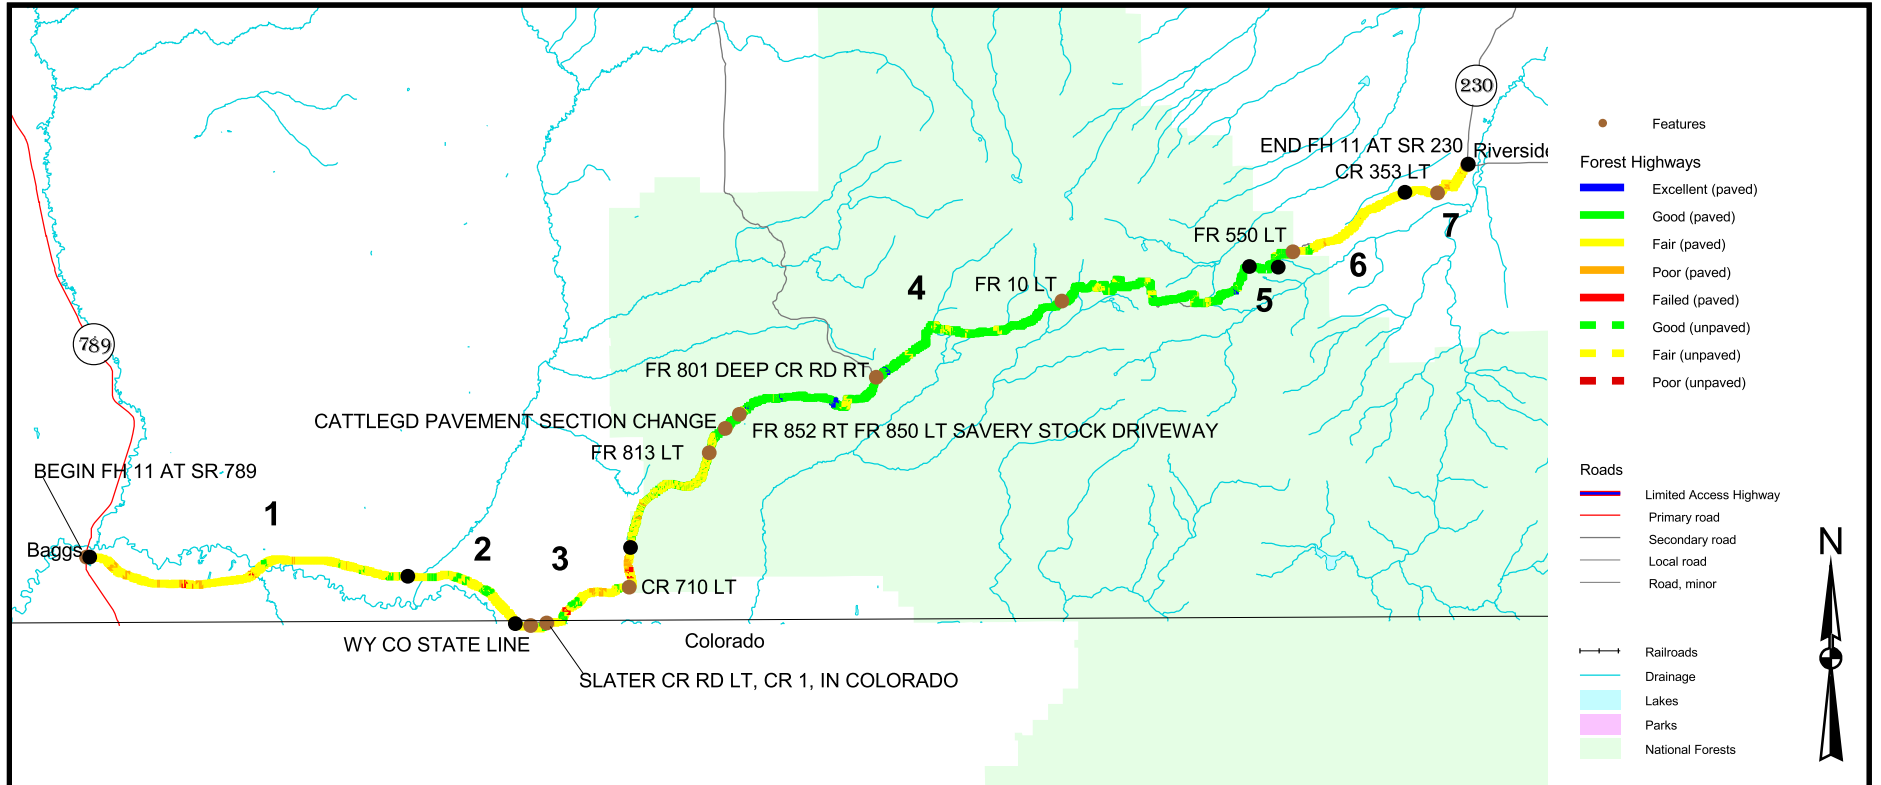 230
END FH 11 AT SR 230
Riverside
CR 353 LT
7
FR 550 LT
6
5
4
FR 10 LT
789
FR 801 DEEP CR RD RT
CATTLEGD PAVEMENT SECTION CHANGE
FR 852 RT FR 850 LT SAVERY STOCK DRIVEWAY
FR 813 LT
BEGIN FH 11 AT SR-789
1
2
3
Baggs
CR 710 LT
WY CO STATE LINE
Colorado
SLATER CR RD LT, CR 1, IN COLORADO
Features
Forest Highways
Excellent (paved)
Good (paved)
Fair (paved)
Poor (paved)
Failed (paved)
Good (unpaved)
Fair (unpaved)
Poor (unpaved)
Roads
Limited Access Highway
Primary road
Secondary road
Local road
Road, minor
Railroads
Drainage
Lakes
Parks
National Forests
N